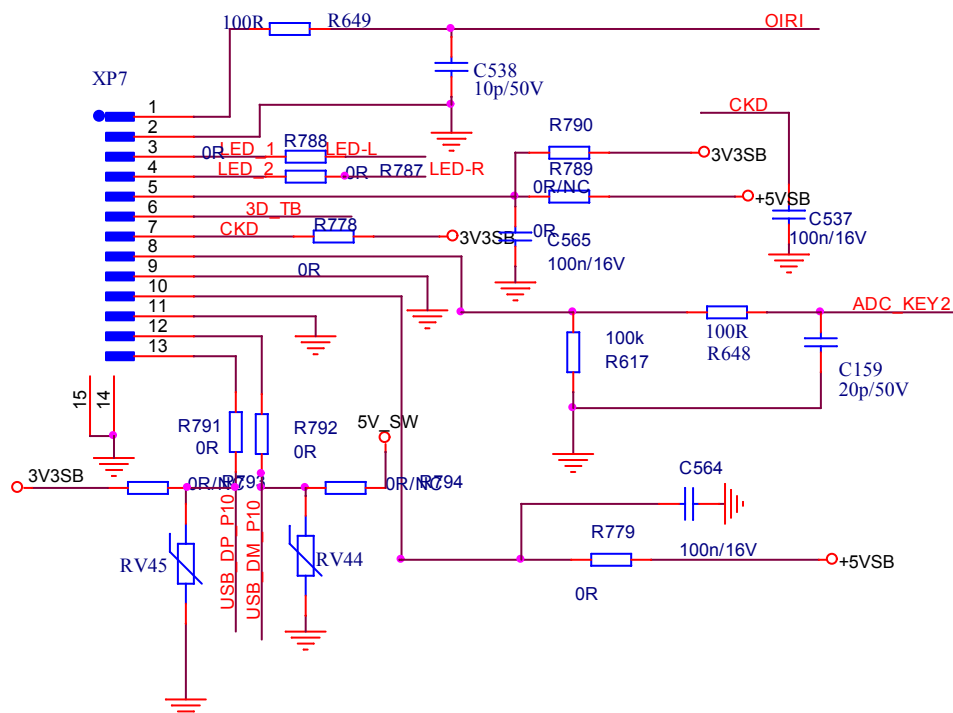 100R
R649
OIRI
XP7
C538
10p/50V
1
2
3
4
5
6
7
8
9
10
11
12
13
0R
LED_1
R788
LED-L
LED_2
0R
R787
LED-R
R790
3V3SB
R789
0R/NC
+5VSB
CKD
C537
100n/16V
3D_TB
CKD
R778
3V3SB
0R
0R
C565
100n/16V
ADC_KEY2
100k
R617
100R
R648
C159
20p/50V
15
14
R791
0R
R792
0R
5V_SW
3V3SB
0R/NC
R793
0R/NC
R794
USB_DP_P10
USB_DM_P10
RV45
RV44
C564
100n/16V
R779
0R
+5VSB